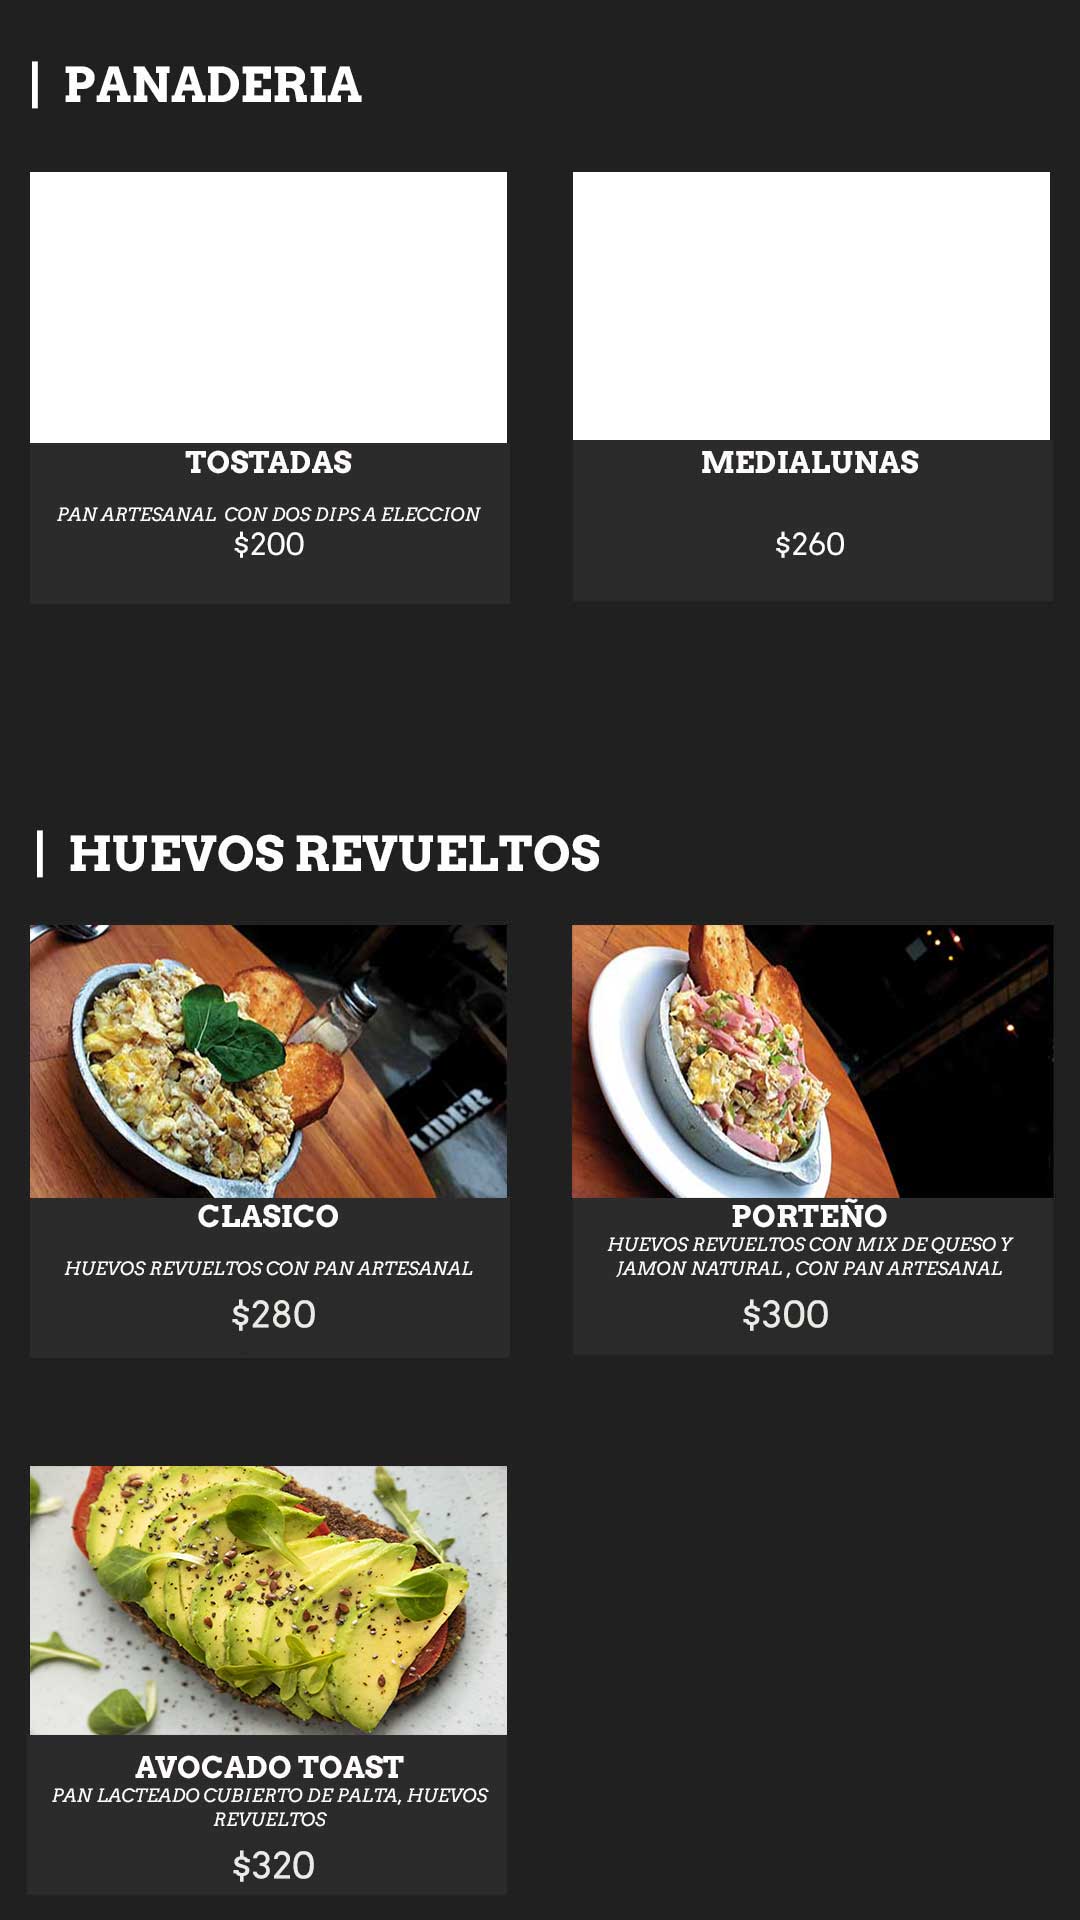 | PANADERIA
TOSTADAS
PAN ARTESANAL CON DOS DIPS A ELECCION
$200
MEDIALUNAS
$260
| HUEVOS REVUELTOS
LIDER
CLASICO
HUEVOS REVUELTOS CON PAN ARTESANAL
$280
PORTEÑO
HUEVOS REVUELTOS CON MIX DE QUESO Y
JAMON NATURAL , CON PAN ARTESANAL
$300
AVOCADO TOAST
PAN LACTEADO CUBIERTO DE PALTA, HUEVOS
REVUELTOS
$320